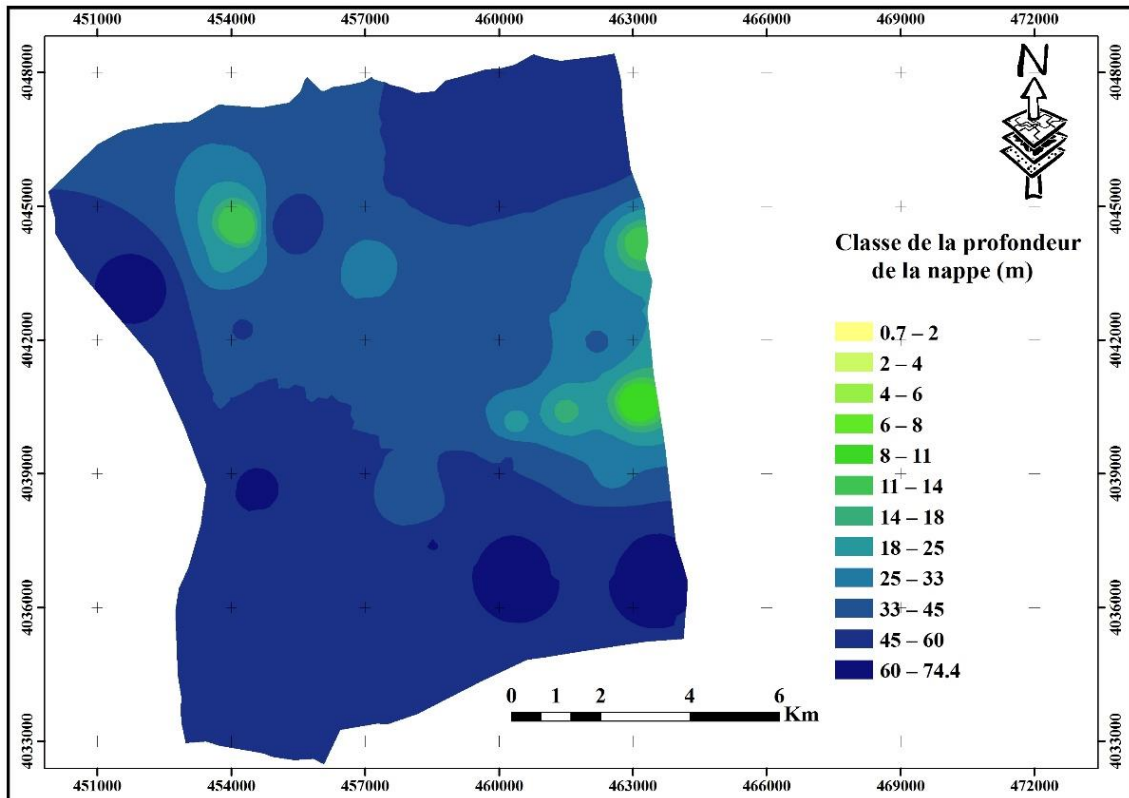 451000 454000 457000 460000 463000 466000 469000 472000
4048000 4048000
N
4045000 4045000
Classe de la profondeur
de la nappe (m)
4042000 4042000
0.7 – 2
2 – 4
4 – 6
6 – 8
8 – 11
4039000 4039000
11 – 14
14 – 18
18 – 25
25 – 33
4036000 4036000
33 – 45
45 – 60
60 – 74.4
0 1 2 4 6
Km
4033000 4033000
451000 454000 457000 460000 463000 466000 469000 472000